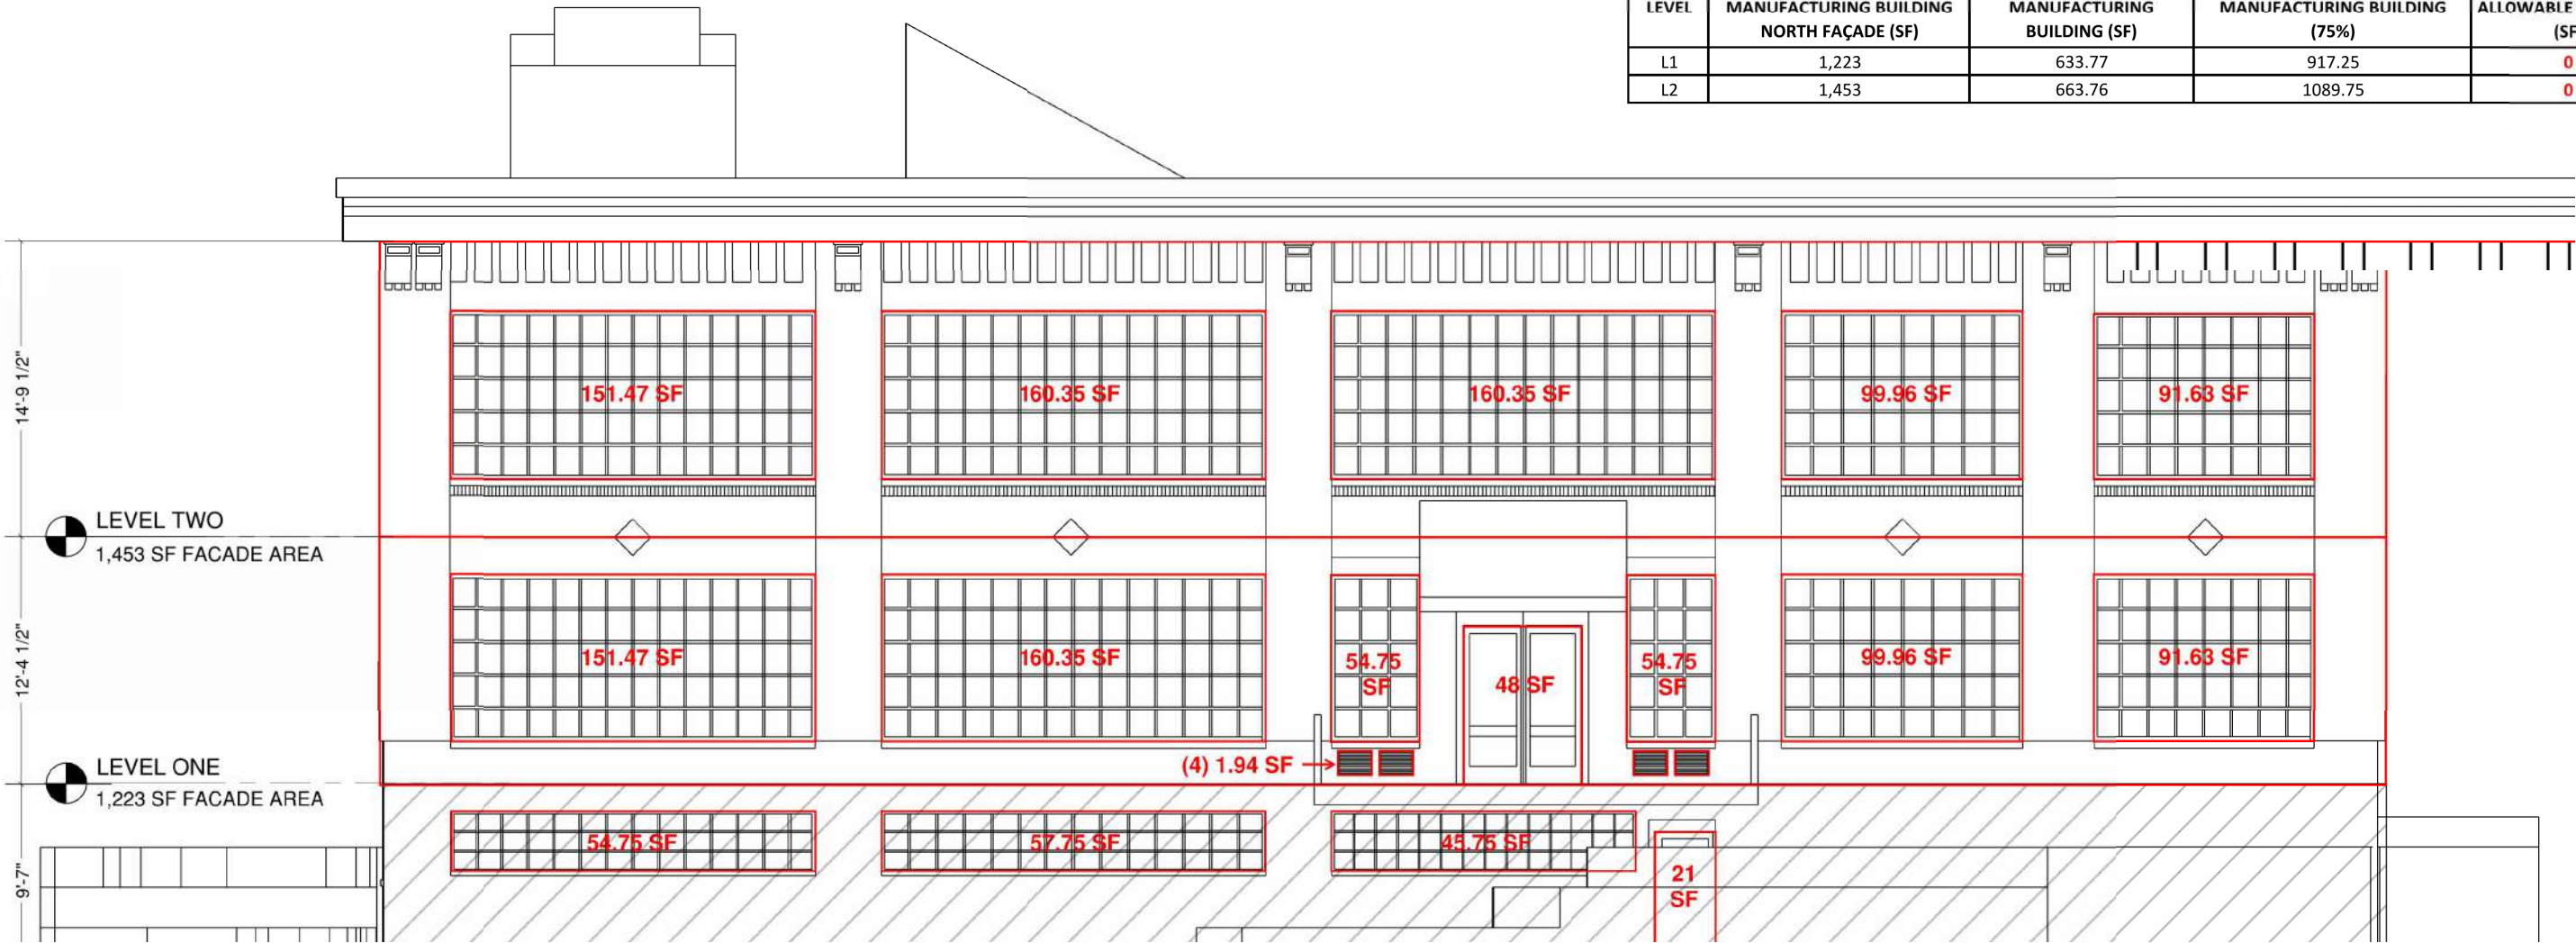 LEVEL MANUFACTURING BUILDING MANUFACTURING MANUFACTURING BUILDING ALLOWABLE
NORTH FAÇADE (SF) BUILDING (SF) (75%) (SF
L1 1,223 633.77 917.25 0
L2 1,453 663.76 1089.75 0
14'-9 1/2"
151.47 SF 160.35 SF 160.35 SF 99.96 SF 91.63 SF
LEVEL TWO
1,453 SF FACADE AREA
12'-4 1/2"
151.47 SF 160.35 SF 54.75 SF 48 SF 54.75 SF 99.96 SF 91.63 SF
(4) 1.94 SF
LEVEL ONE
1,223 SF FACADE AREA
9'-7"
54.75 SF 57.75 SF 45.75 SF
21
SF